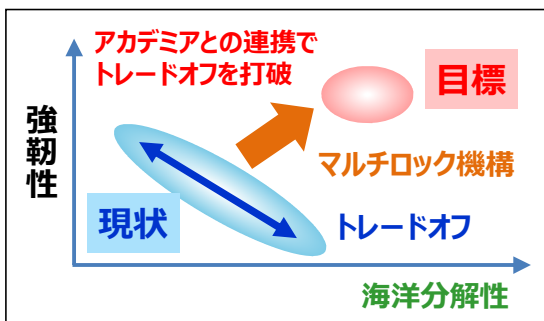 アカデミアとの連携で
トレードオフを打破
目標
強靭性
マルチロック機構
現状
トレードオフ
海洋分解性